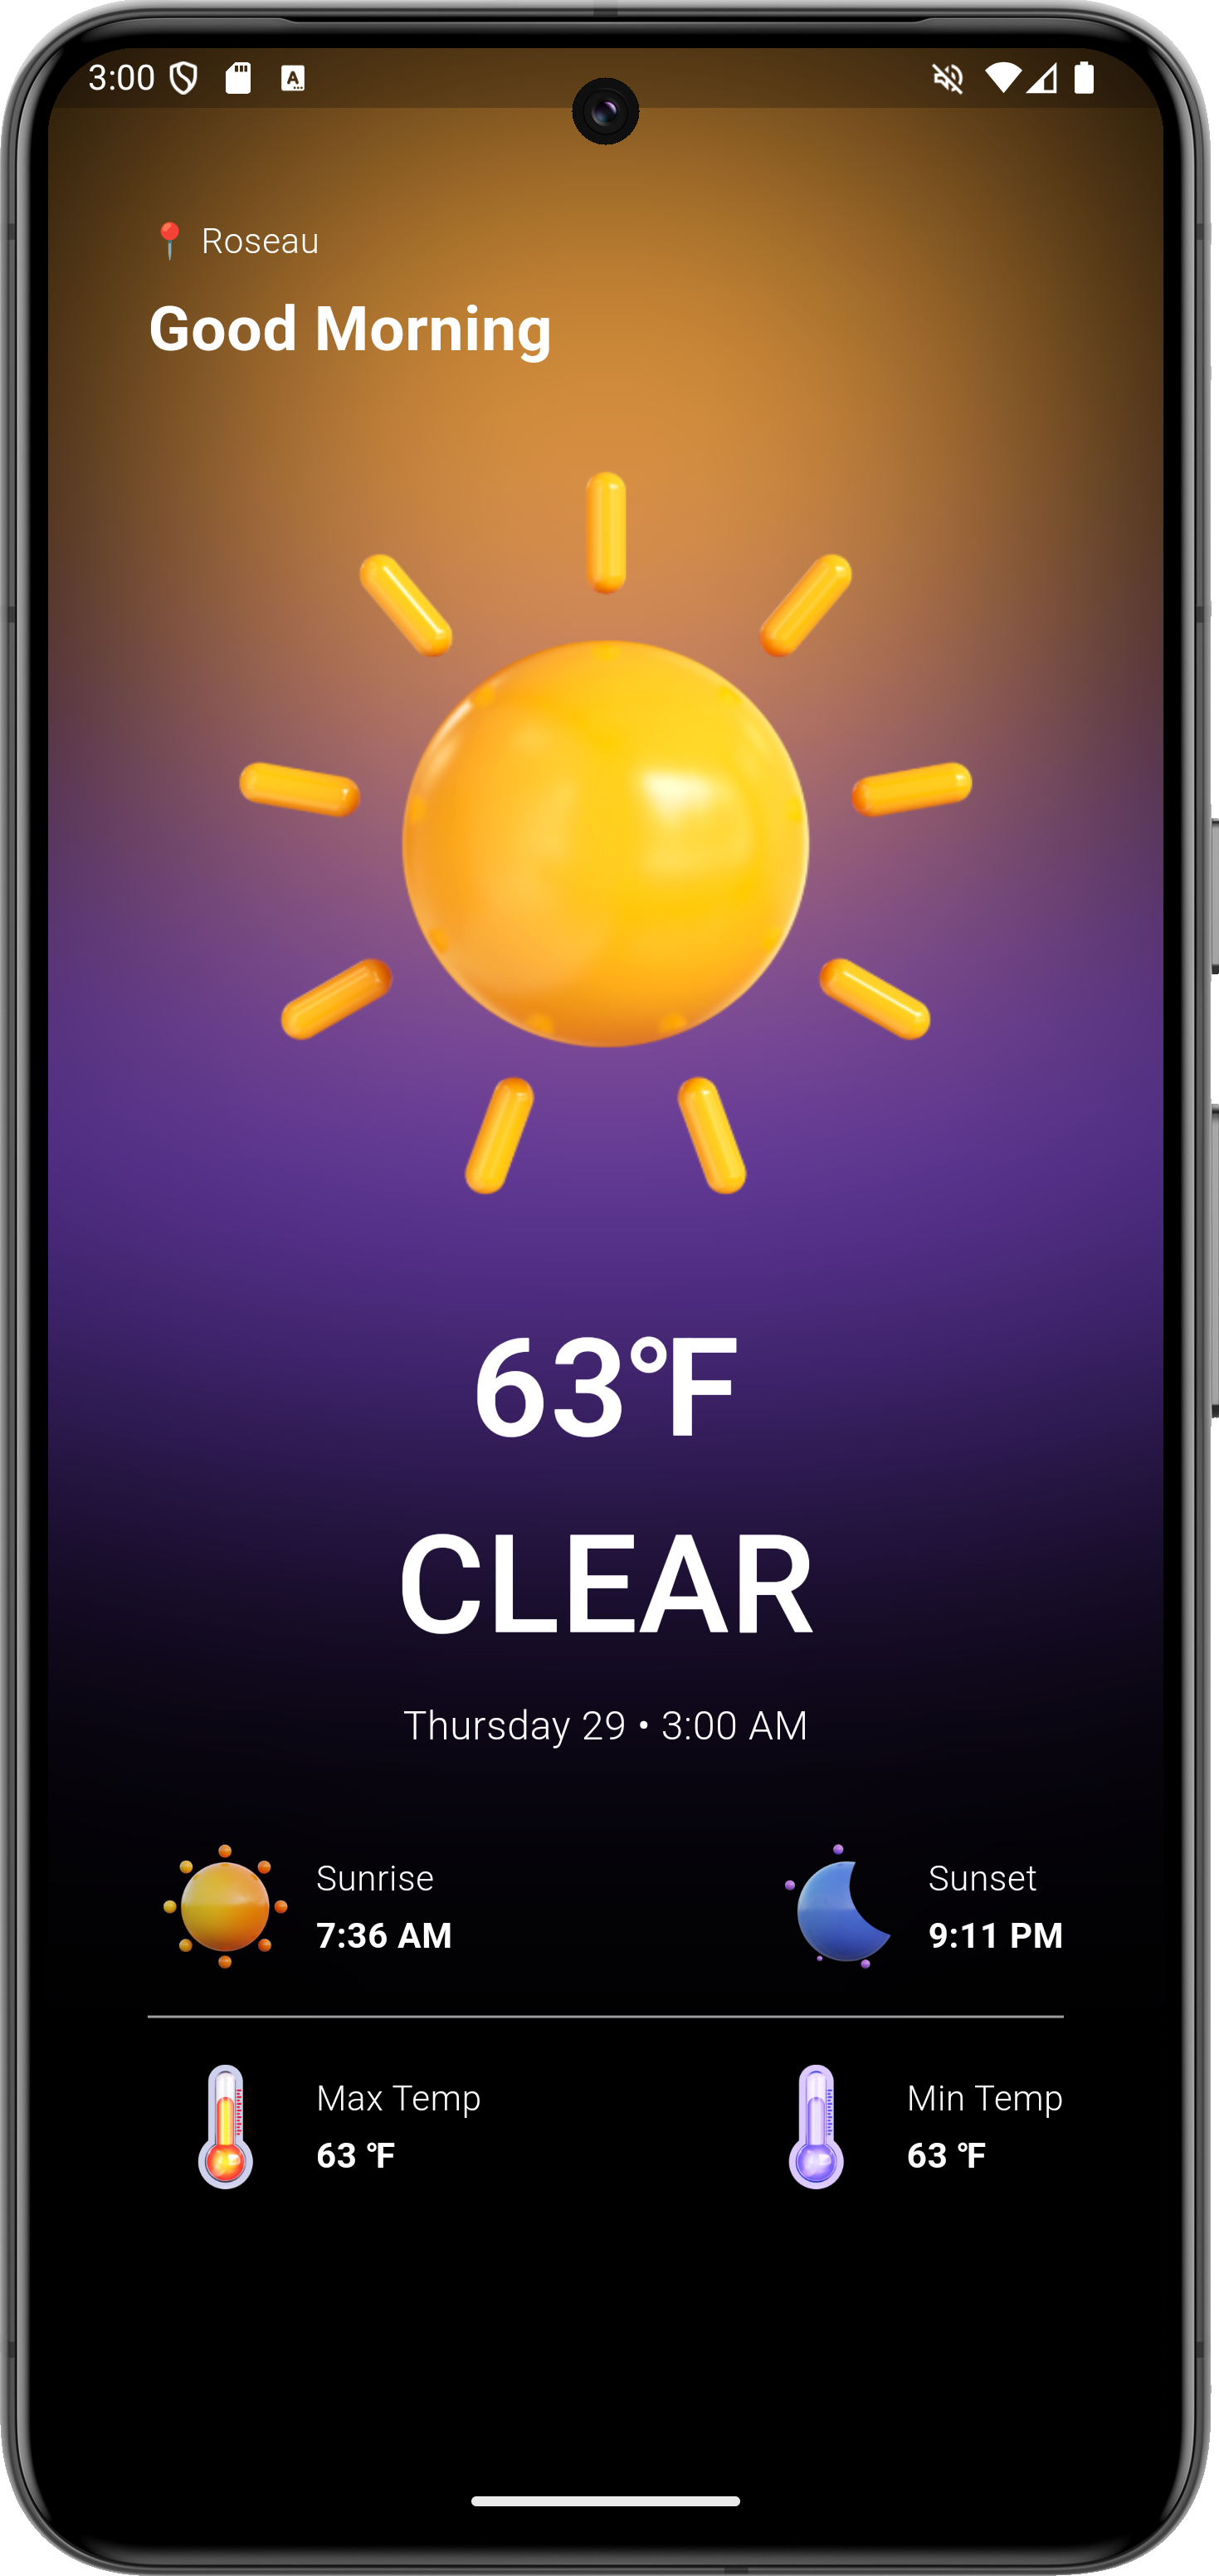 3:00
Roseau
Good Morning
63°F
CLEAR
Thursday 29 • 3:00 AM
Sunrise
7:36 AM
Sunset
9:11 PM
Max Temp
63 °F
Min Temp
63 °F